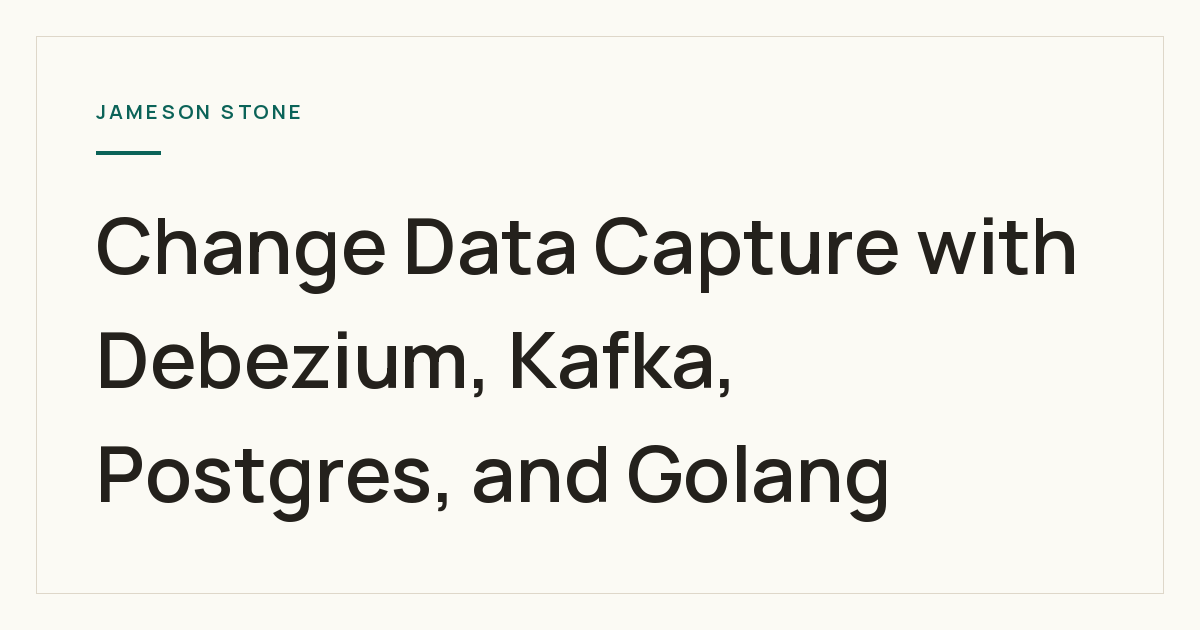 JAMESON STONE
Change Data Capture with
Debezium, Kafka,
Postgres, and Golang